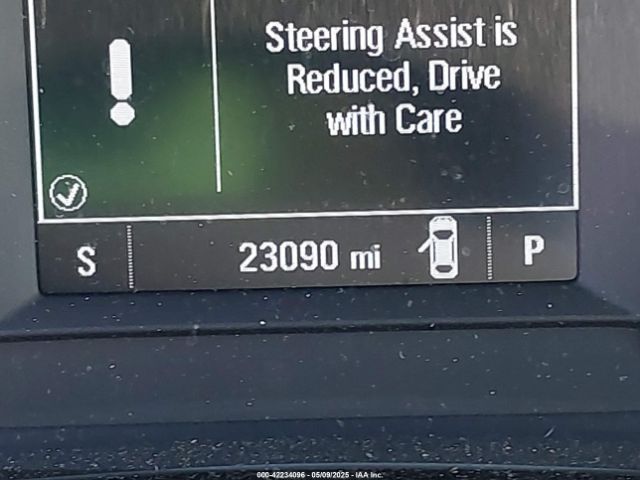 Steering Assist is
Reduced, Drive
with Care
S 23090 mi P
000-42234096 - 05/09/2025 - IAA Inc.